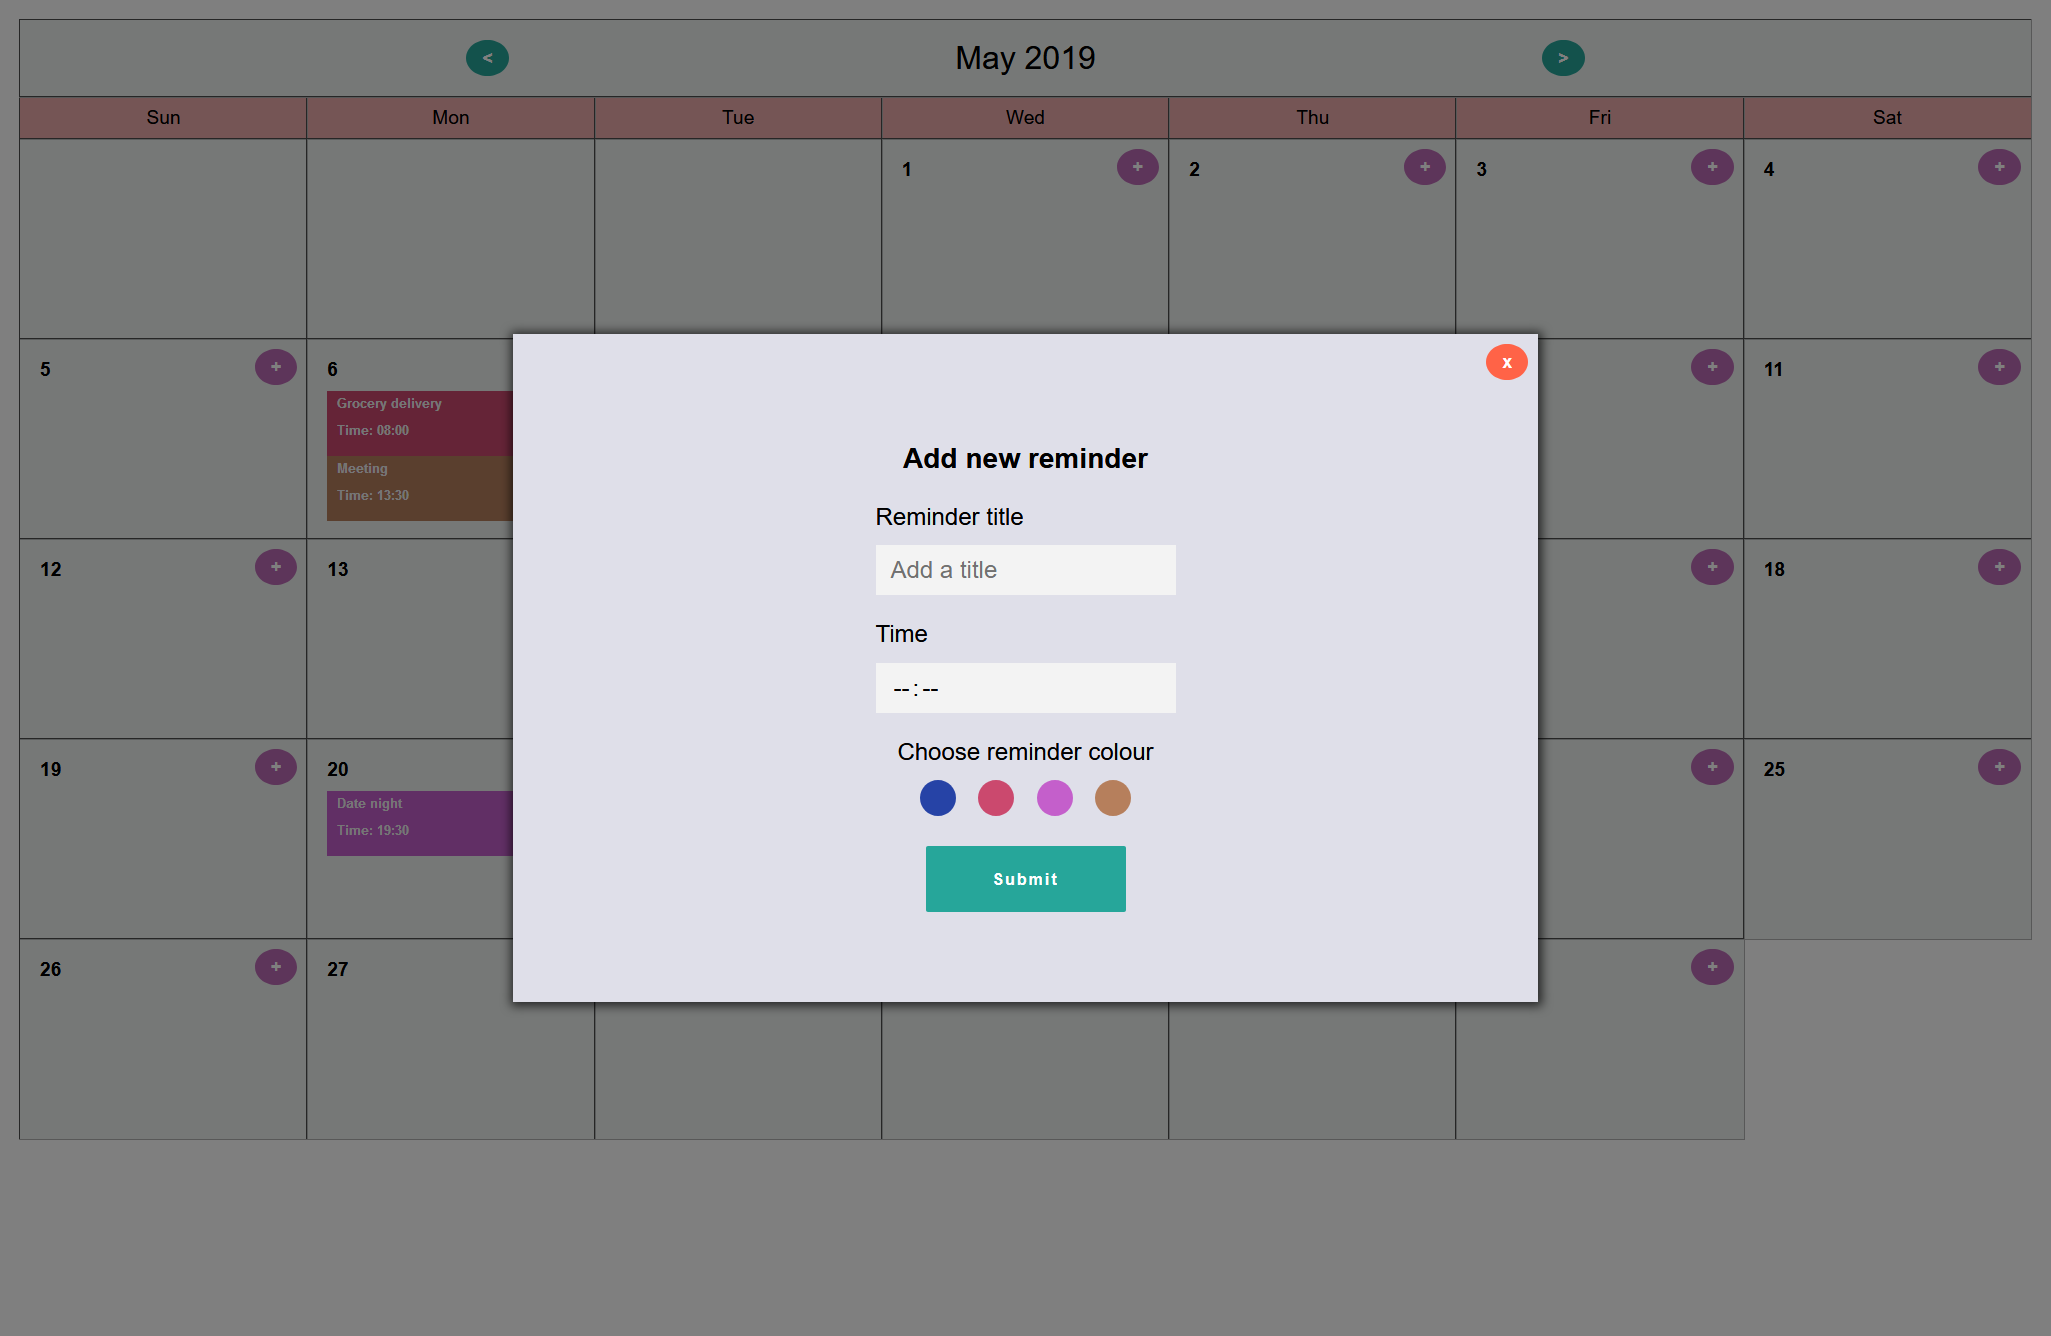 < May 2019 >
Sun Mon Tue Wed Thu Fri Sat
1 + 2 + 3 + 4 +
5 + 6 + 11 +
Grocery delivery
Time: 08:00
Meeting
Time: 13:30
12 + 13 + 18 +
19 + 20 + 25 +
Date night
Time: 19:30
26 + 27 +
x
Add new reminder
Reminder title
Add a title
Time
--:--
Choose reminder colour
Submit